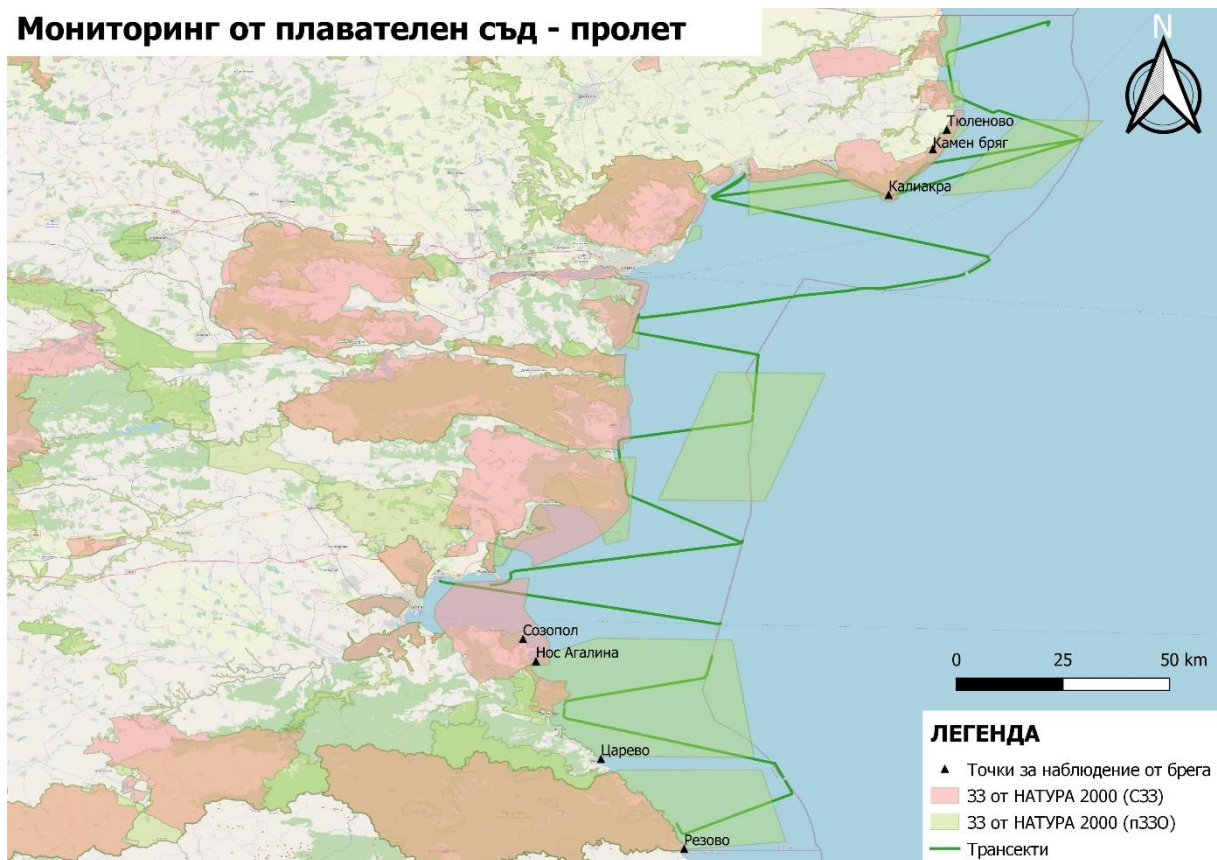 Мониторинг от плавателен съд - пролет
N
Тюленово
Камен бряг
Калиакра
Созопол
Нос Агалина
Царево
Резово
0 25 50 km
ЛЕГЕНДА
Точки за наблюдение от брега
ЗЗ от НАТУРА 2000 (СЗЗ)
ЗЗ от НАТУРА 2000 (пЗЗО)
Трансекти